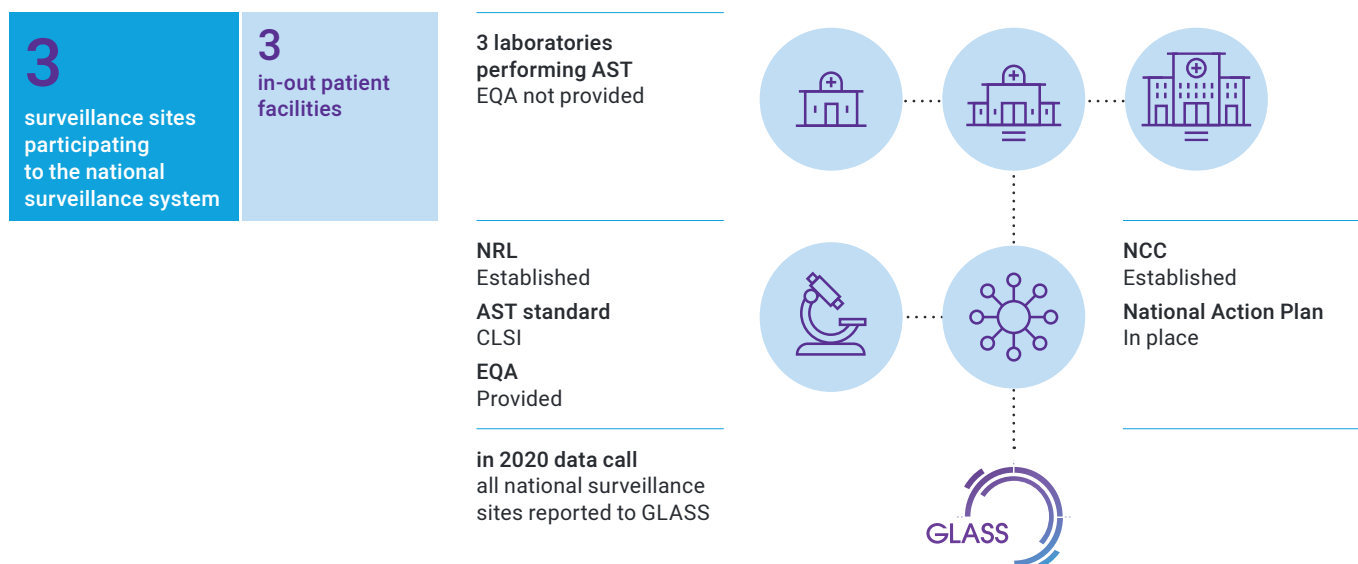 3
surveillance sites
participating
to the national
surveillance system
3
in-out patient
facilities
3 laboratories
performing AST
EQA not provided
NRL
Established
AST standard
CLSI
EQA
Provided
NCC
Established
National Action Plan
In place
in 2020 data call
all national surveillance
sites reported to GLASS
GLASS